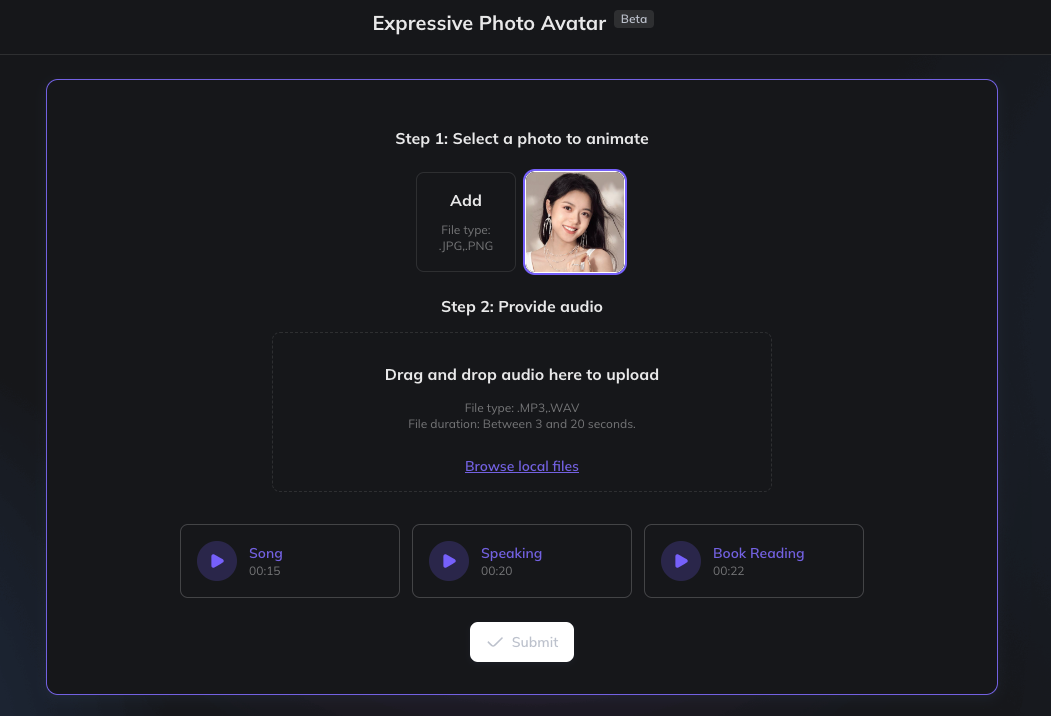 Expressive Photo Avatar Beta
Step 1: Select a photo to animate
Add
File type:
.JPG,.PNG
Step 2: Provide audio
Drag and drop audio here to upload
File type: .MP3,.WAV
File duration: Between 3 and 20 seconds.
Browse local files
Song
00:15
Speaking
00:20
Book Reading
00:22
Submit